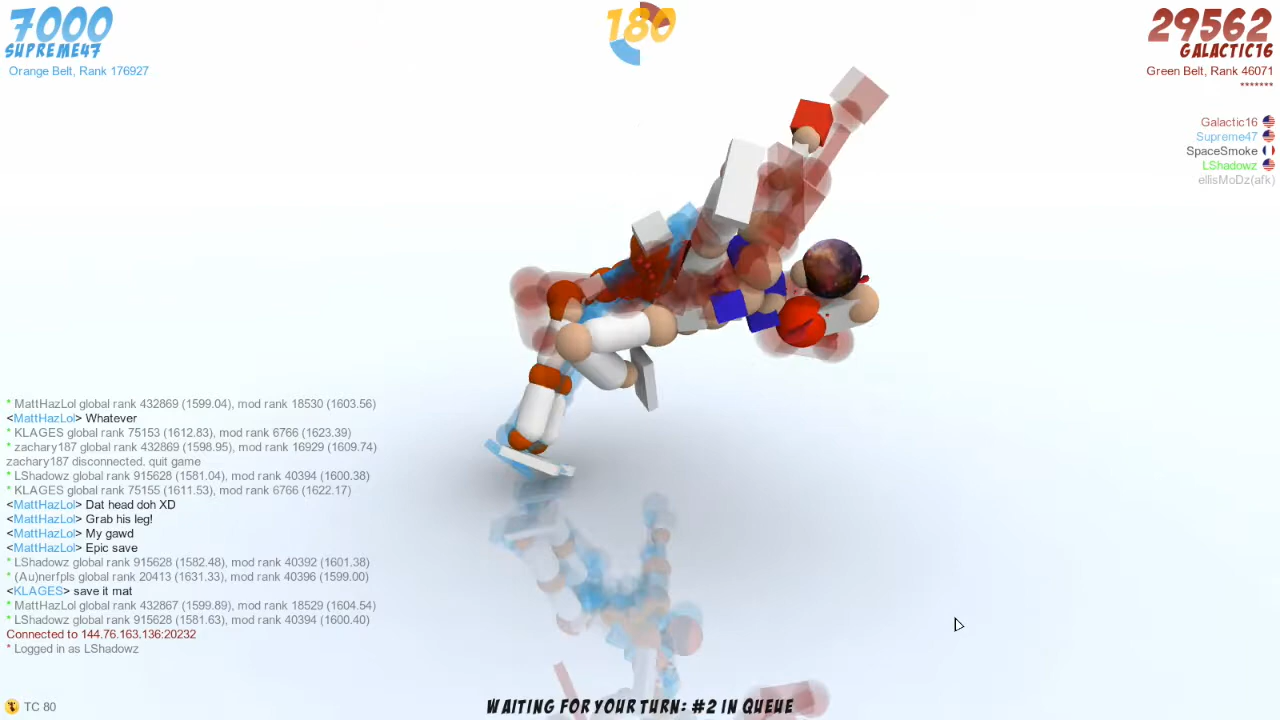 7000
SUPREME47
Orange Belt, Rank 176927
180
29562
GALACTIC16
Green Belt, Rank 46071
*******
Galactic16
Supreme47
SpaceSmoke
LShadowz
ellisMoDz(afk)
* MattHazLol global rank 432869 (1599.04), mod rank 18530 (1603.56)
<MattHazLol> Whatever
* KLAGES global rank 75153 (1612.83), mod rank 6766 (1623.39)
* zachary187 global rank 432869 (1598.95), mod rank 16929 (1609.74)
zachary187 disconnected. quit game
* LShadowz global rank 915628 (1581.04), mod rank 40394 (1600.38)
* KLAGES global rank 75155 (1611.53), mod rank 6766 (1622.17)
<MattHazLol> Dat head doh XD
<MattHazLol> Grab his leg!
<MattHazLol> My gawd
<MattHazLol> Epic save
* LShadowz global rank 915628 (1582.48), mod rank 40392 (1601.38)
* (Au)nerfpls global rank 20413 (1631.33), mod rank 40396 (1599.00)
<KLAGES> save it mat
* MattHazLol global rank 432867 (1599.89), mod rank 18529 (1604.54)
* LShadowz global rank 915628 (1581.63), mod rank 40394 (1600.40)
Connected to 144.76.163.136:20232
* Logged in as LShadowz
TC 80
WAITING FOR YOUR TURN: #2 IN QUEUE